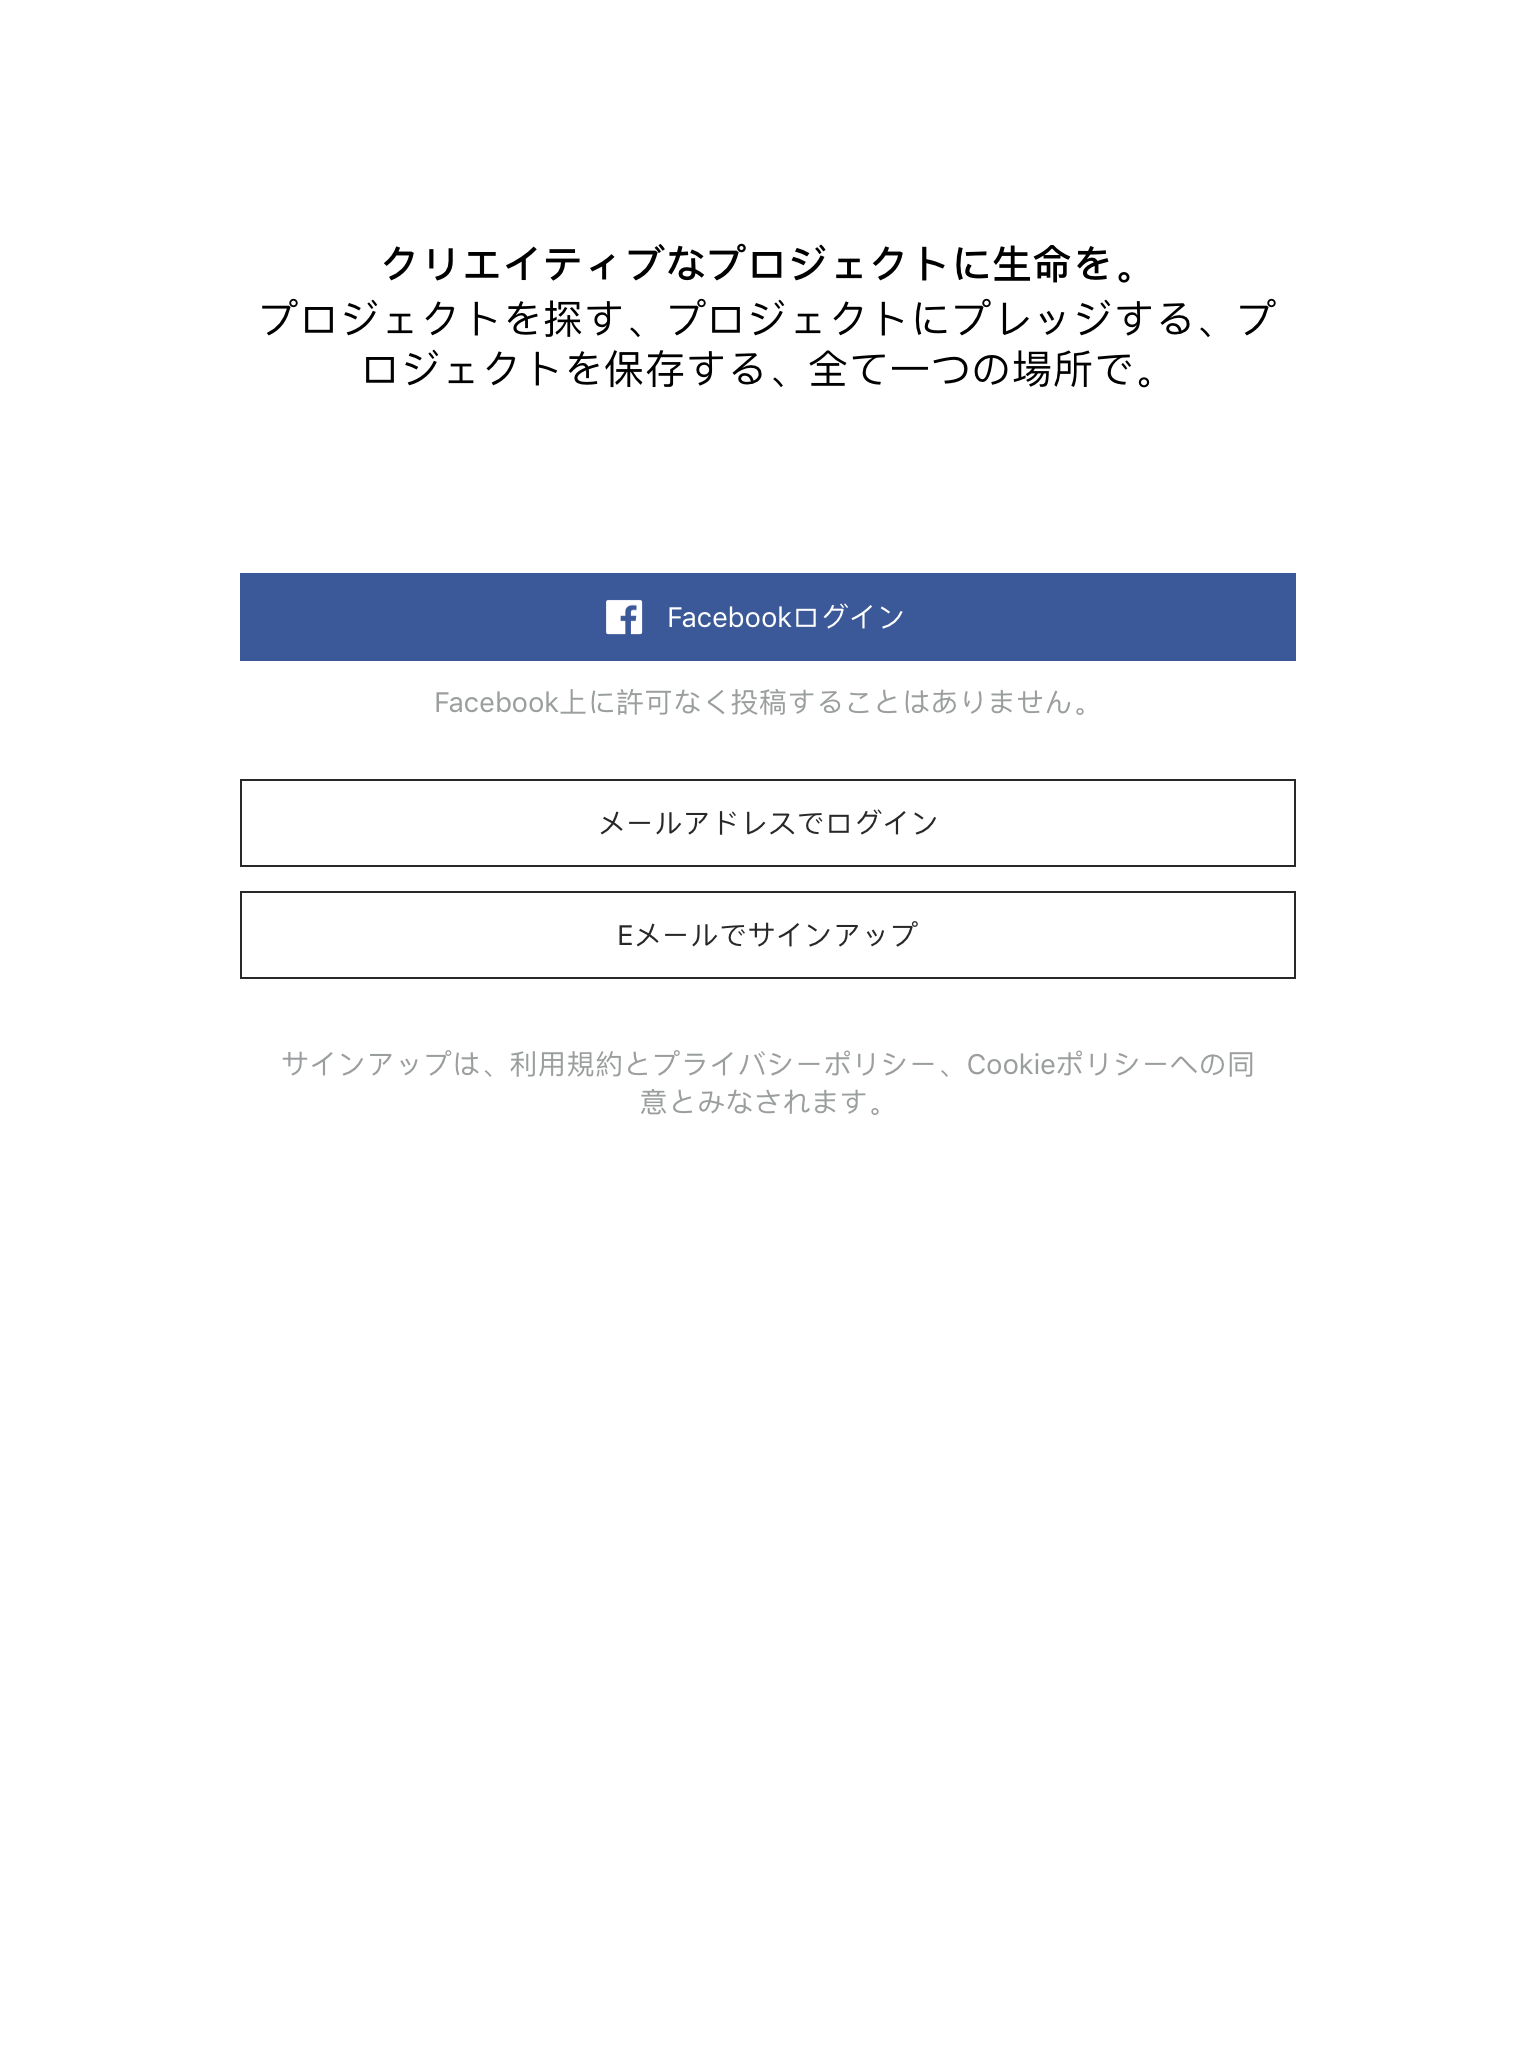 クリエイティブなプロジェクトに生命を。
プロジェクトを探す、プロジェクトにプレッジする、プ
ロジェクトを保存する、全て一つの場所で。
Facebookログイン
Facebook上に許可なく投稿することはありません。
メールアドレスでログイン
Eメールでサインアップ
サインアップは、利用規約とプライバシーポリシー、Cookieポリシーへの同
意とみなされます。